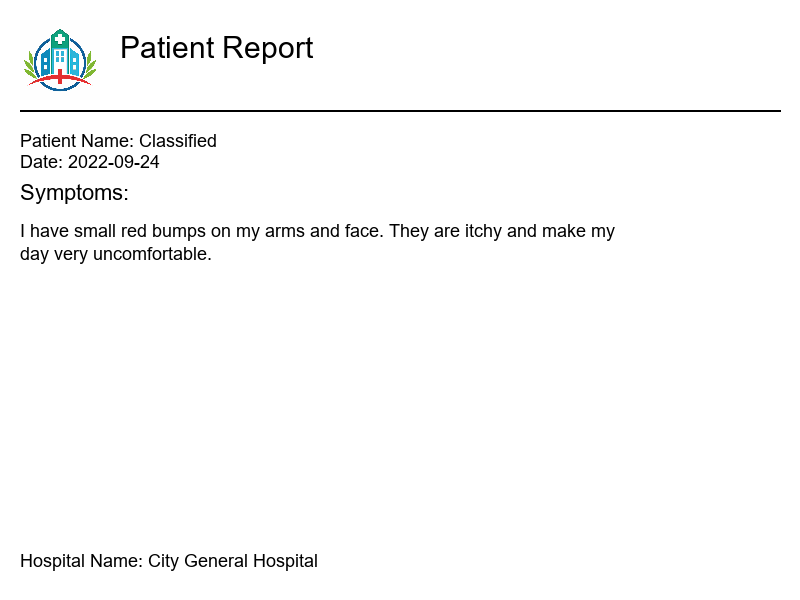 Patient Report
Patient Name: Classified
Date: 2022-09-24
Symptoms:
I have small red bumps on my arms and face. They are itchy and make my
day very uncomfortable.
Hospital Name: City General Hospital